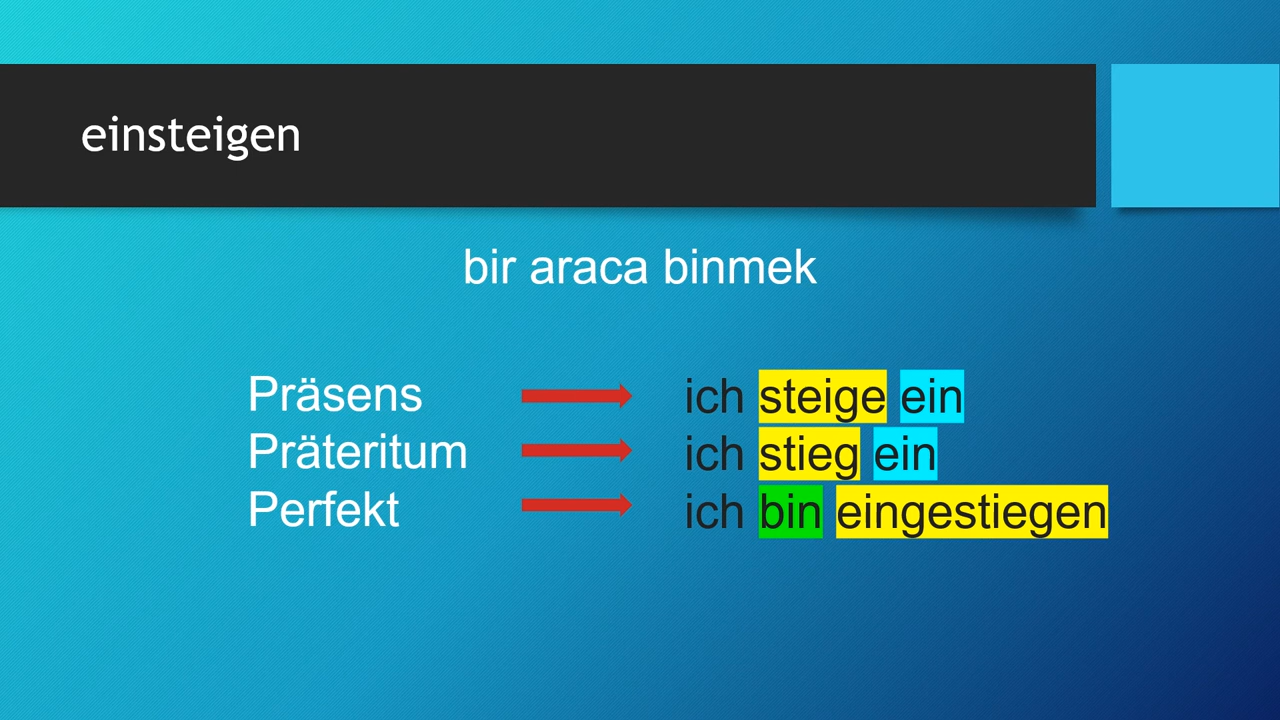 einsteigen
bir araca binmek
Präsens ich steige ein
Präteritum ich stieg ein
Perfekt ich bin eingestiegen